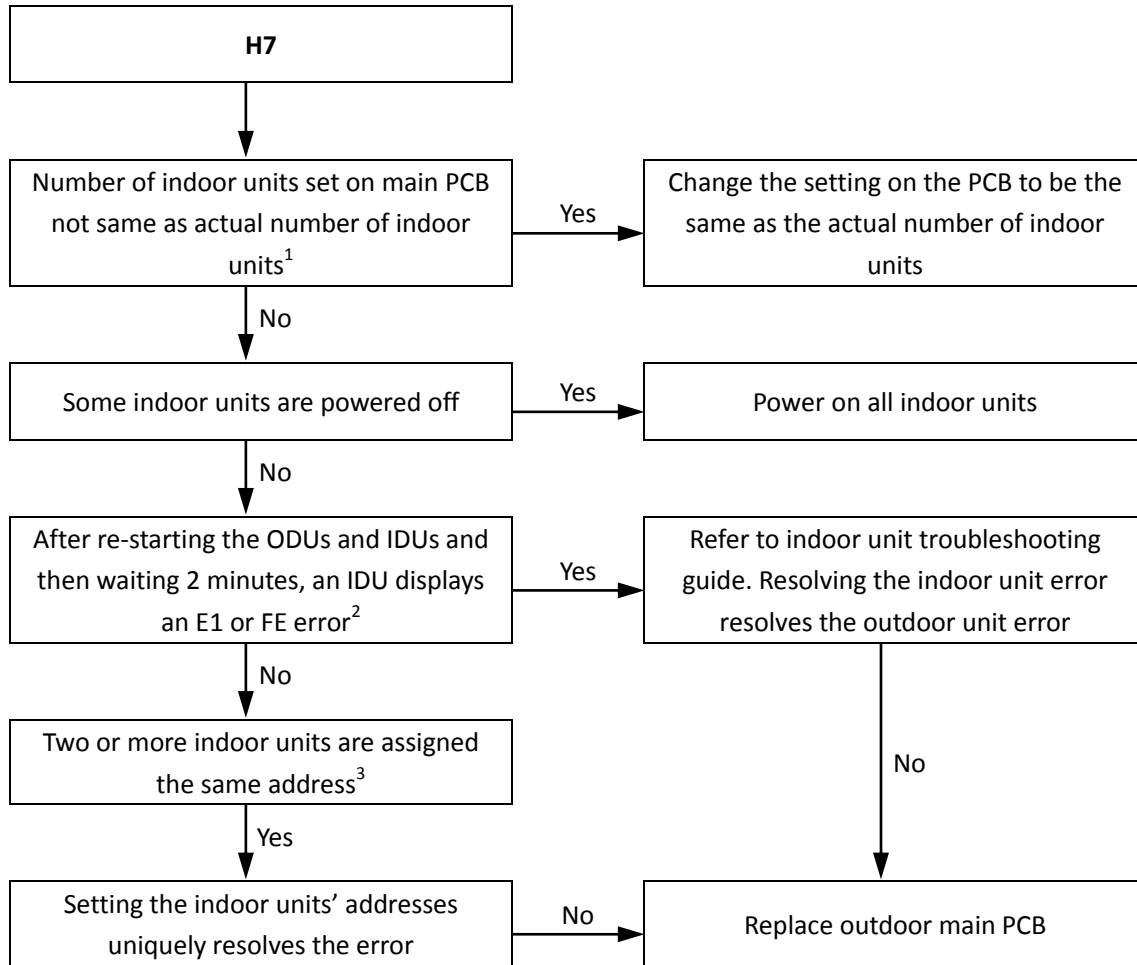 H7
Number of indoor units set on main PCB
not same as actual number of indoor
units¹
Yes
Change the setting on the PCB to be the
same as the actual number of indoor
units
No
Some indoor units are powered off
Yes
Power on all indoor units
No
After re-starting the ODUs and IDUs and
then waiting 2 minutes, an IDU displays
an E1 or FE error²
Yes
Refer to indoor unit troubleshooting
guide. Resolving the indoor unit error
resolves the outdoor unit error
No
Two or more indoor units are assigned
the same address³
No
Yes
Setting the indoor units’ addresses
uniquely resolves the error
No
Replace outdoor main PCB